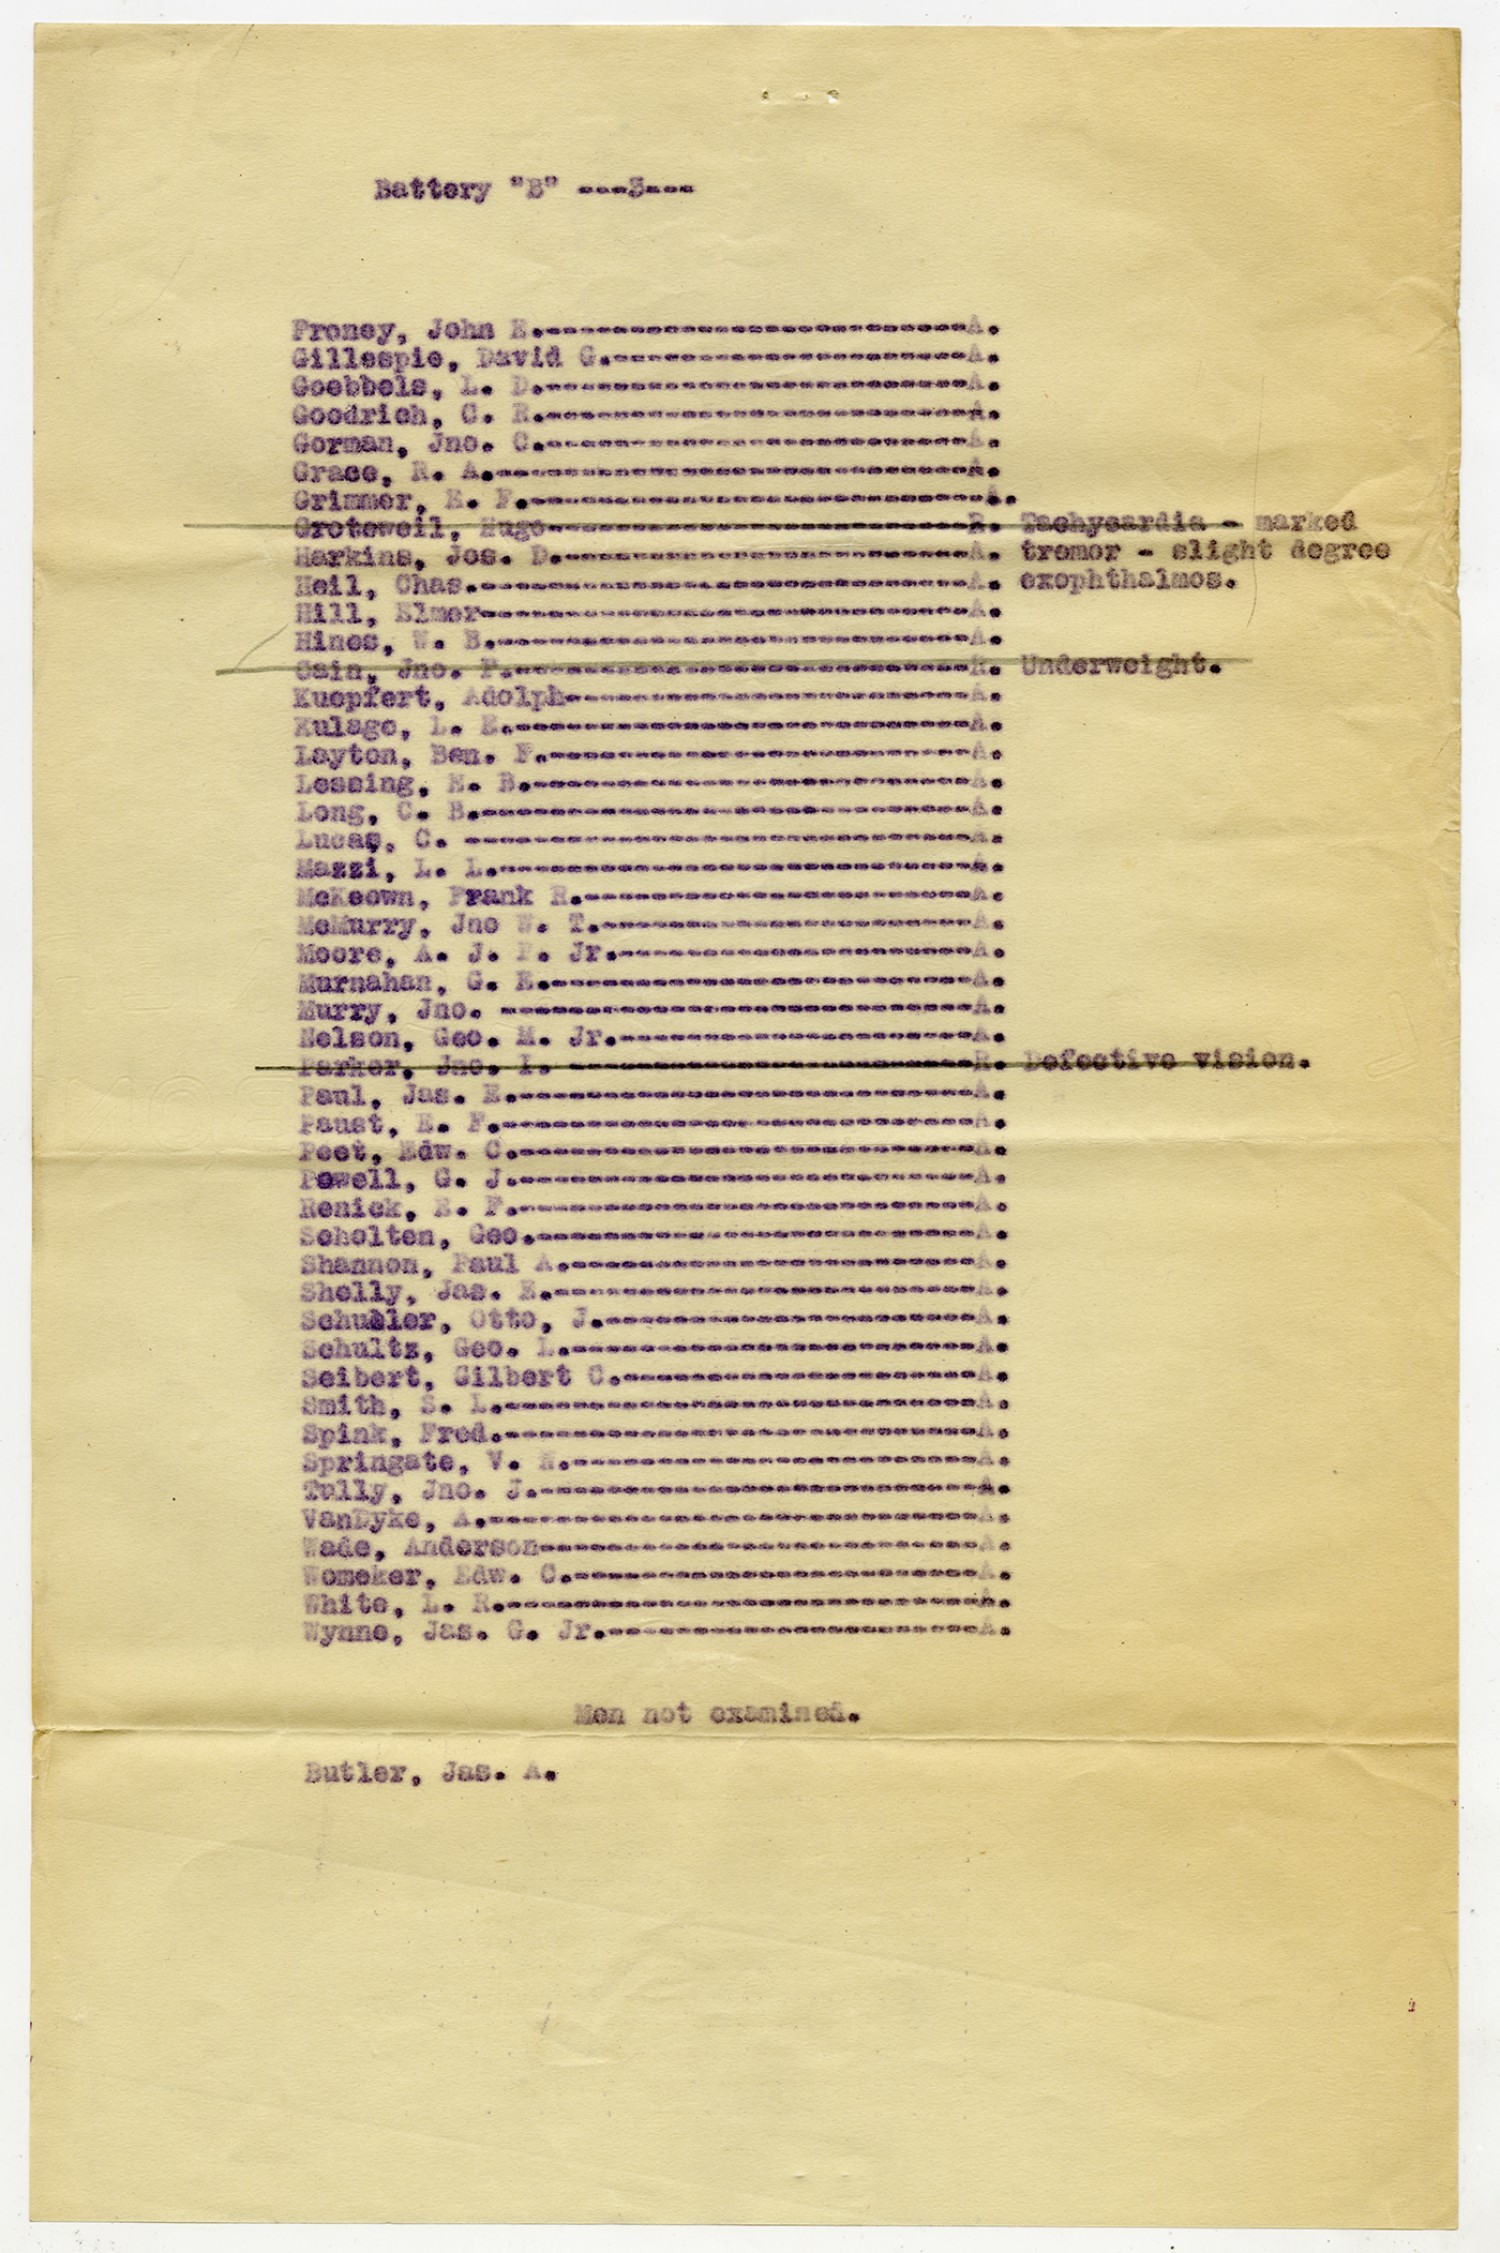 Battery "B" ---3---
Froney, John E.--------------------------A.
Gillespie, David G.----------------------A.
Goebbels, L. D.--------------------------A.
Goodrich, C. R.--------------------------A.
Gorman, Jno. C.--------------------------A.
Grace, R. A.-----------------------------A.
Grimmer, E. F.----------------------------A.
Groteweil, Hugo--------------------------R. Tachycardia - marked
Harkins, Jos. D.-------------------------A. tremor - slight degree
Heil, Chas.------------------------------A. exophthalmos.
Hill, Elmer------------------------------A.
Hines, W. B.-----------------------------A.
Cain, Jno. P.----------------------------R. Underweight.
Kuepfert, Adolph-------------------------A.
Kulage, L. E.----------------------------A.
Layton, Ben. F.--------------------------A.
Lessing, E. B.---------------------------A.
Long, C. B.------------------------------A.
Lucas, C. -------------------------------A.
Mazzi, L. L.-----------------------------A.
McKeown, Frank R.------------------------A.
McMurry, Jno W. T.-----------------------A.
Moore, A. J. F. Jr.----------------------A.
Murnahan, G. E.--------------------------A.
Murry, Jno. -----------------------------A.
Nelson, Geo. M. Jr.----------------------A.
Parker, Jno. I. -------------------------R. Defective vision.
Paul, Jas. E.----------------------------A.
Paust, E. F.-----------------------------A.
Peet, Edw. C.----------------------------A.
Powell, G. J.----------------------------A.
Renick, E. F.----------------------------A.
Scholten, Geo.---------------------------A.
Shannon, Paul A.-------------------------A.
Shelly, Jas. E.--------------------------A.
Schubler, Otto, J.-----------------------A.
Schultz, Geo. L.-------------------------A.
Seibert, Gilbert C.----------------------A.
Smith, S. L.-----------------------------A.
Spink, Fred.-----------------------------A.
Springate, V. N.-------------------------A.
Tully, Jno. J.---------------------------A.
VanDyke, A.------------------------------A.
Wade, Anderson---------------------------A.
Womeker, Edw. C.-------------------------A.
White, L. R.-----------------------------A.
Wynne, Jas. G. Jr.-----------------------A.
Men not examined.
Butler, Jas. A.